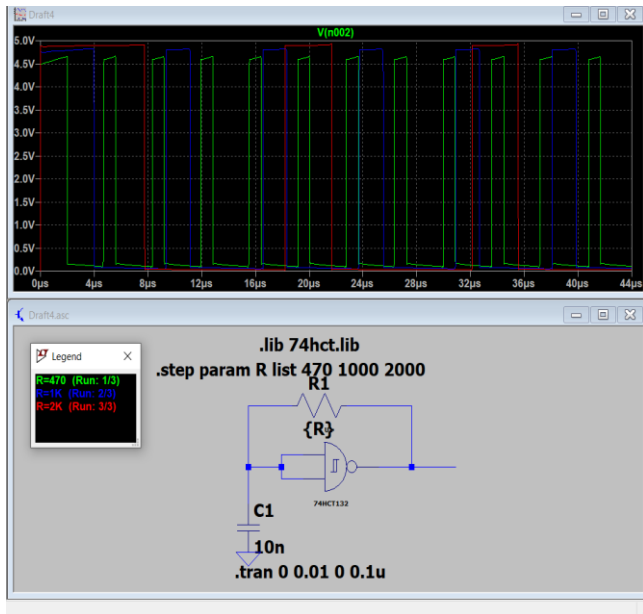 Draft4
V(n002)
5.0V
4.5V
4.0V
3.5V
3.0V
2.5V
2.0V
1.5V
1.0V
0.5V
0.0V
0µs 4µs 8µs 12µs 16µs 20µs 24µs 28µs 32µs 36µs 40µs 44µs
Draft4.asc
Legend
R=470 (Run: 1/3)
R=1K (Run: 2/3)
R=2K (Run: 3/3)
.lib 74hct.lib
.step param R list 470 1000 2000
R1
{R}
74HCT132
C1
10n
.tran 0 0.01 0 0.1u